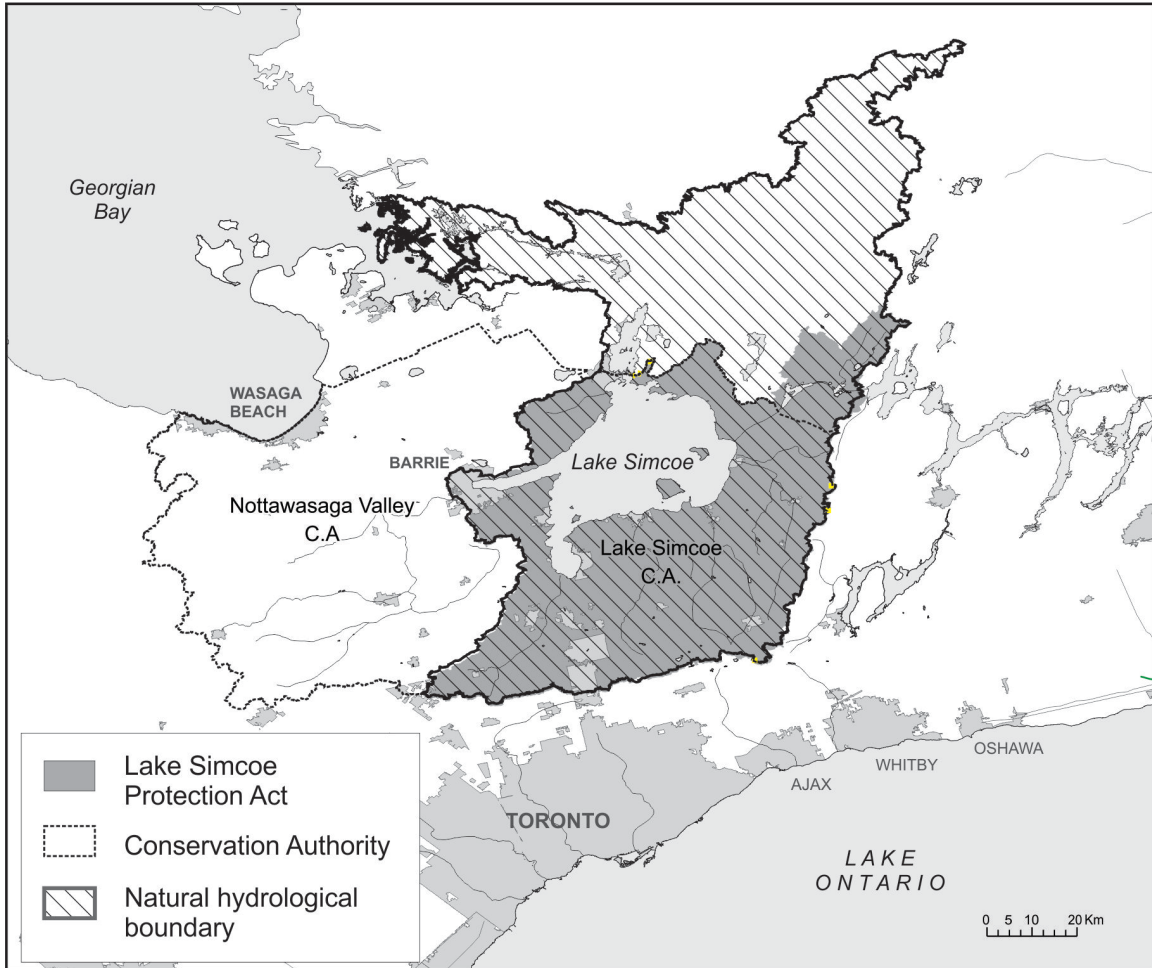 Georgian
Bay
WASAGA
BEACH
BARRIE
Lake Simcoe
Nottawasaga Valley
C.A
Lake Simcoe
C.A.
TORONTO
AJAX
WHITBY
OSHAWA
LAKE
ONTARIO
0 5 10 20 Km
Lake Simcoe
Protection Act
Conservation Authority
Natural hydrological
boundary